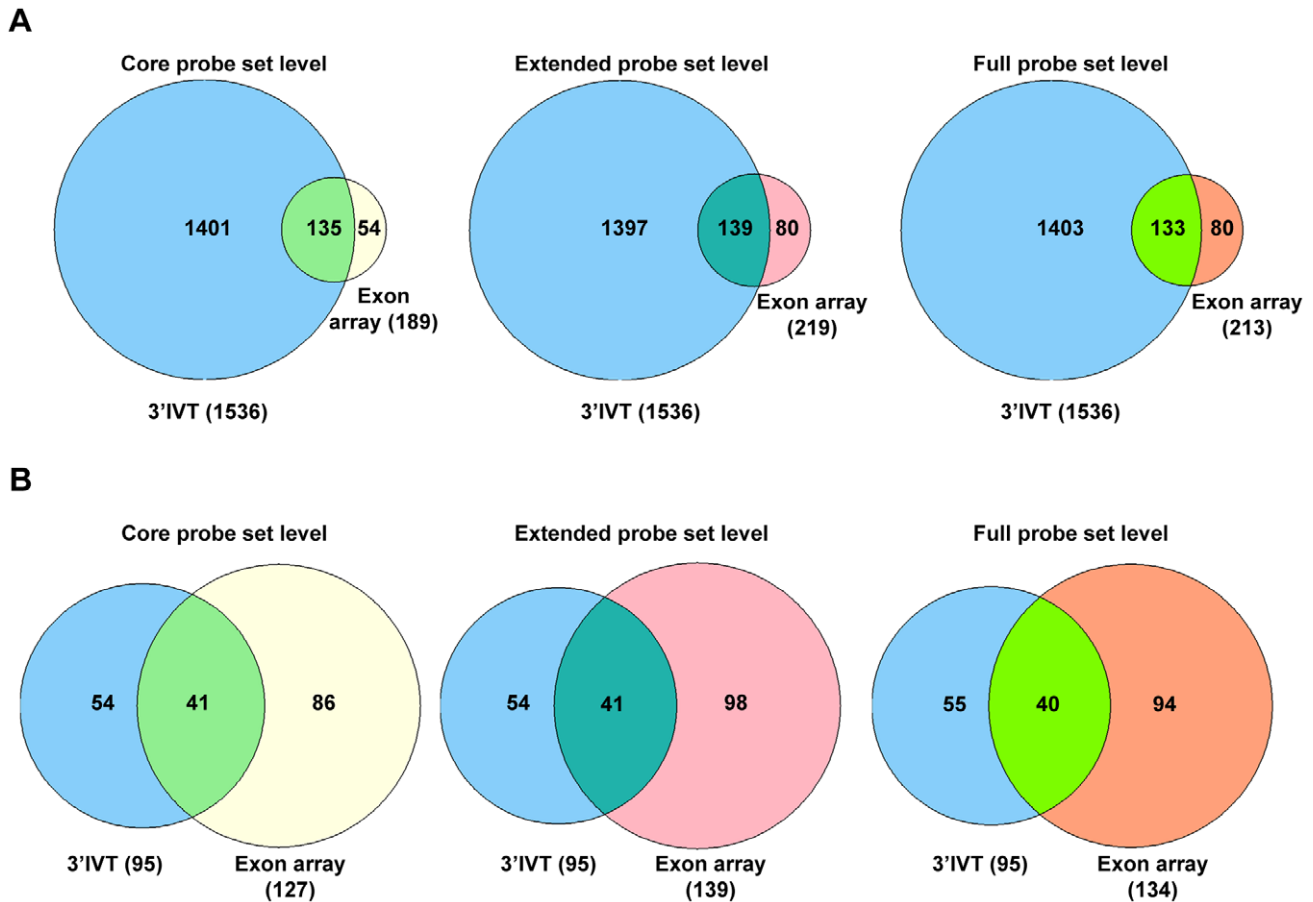 A
Core probe set level
1401
135
54
Exon
array (189)
3’IVT (1536)
Extended probe set level
1397
139
80
Exon array
(219)
3’IVT (1536)
Full probe set level
1403
133
80
Exon array
(213)
3’IVT (1536)
B
Core probe set level
54
41
86
3’IVT (95)
Exon array
(127)
Extended probe set level
54
41
98
3’IVT (95)
Exon array
(139)
Full probe set level
55
40
94
3’IVT (95)
Exon array
(134)